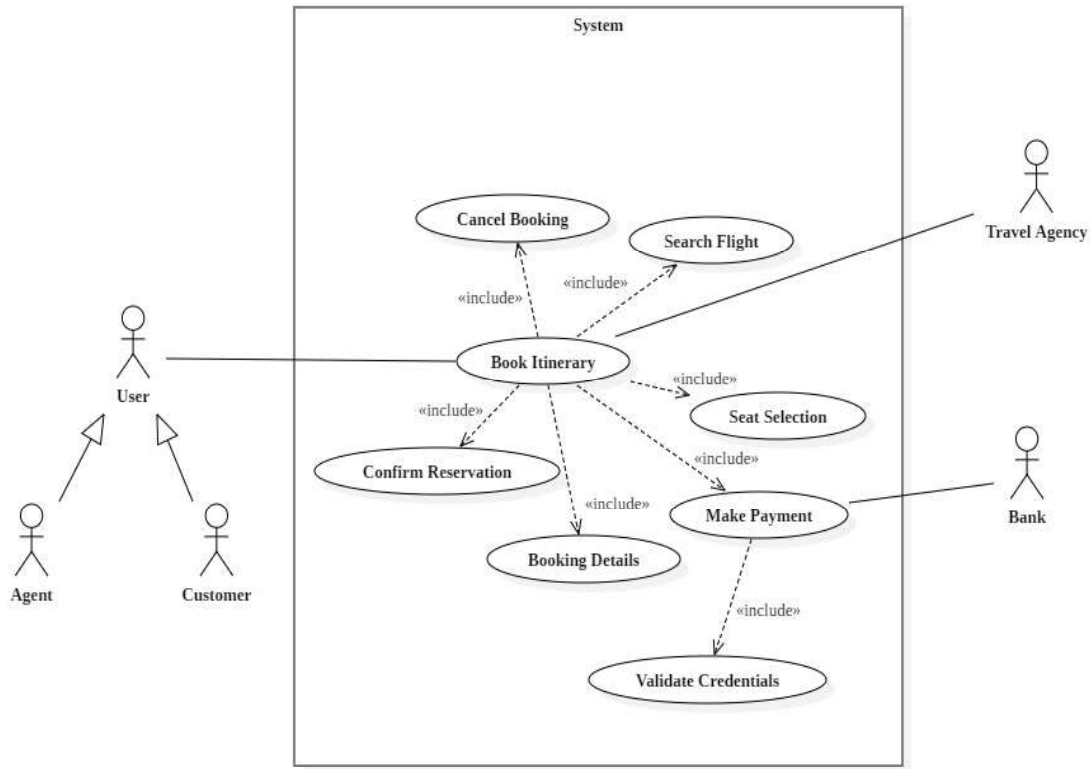 System
Cancel Booking
Search Flight
Travel Agency
«include»
«include»
Book Itinerary
User
«include»
Seat Selection
«include»
Confirm Reservation
«include»
«include»
Make Payment
Bank
Booking Details
Agent
Customer
«include»
Validate Credentials